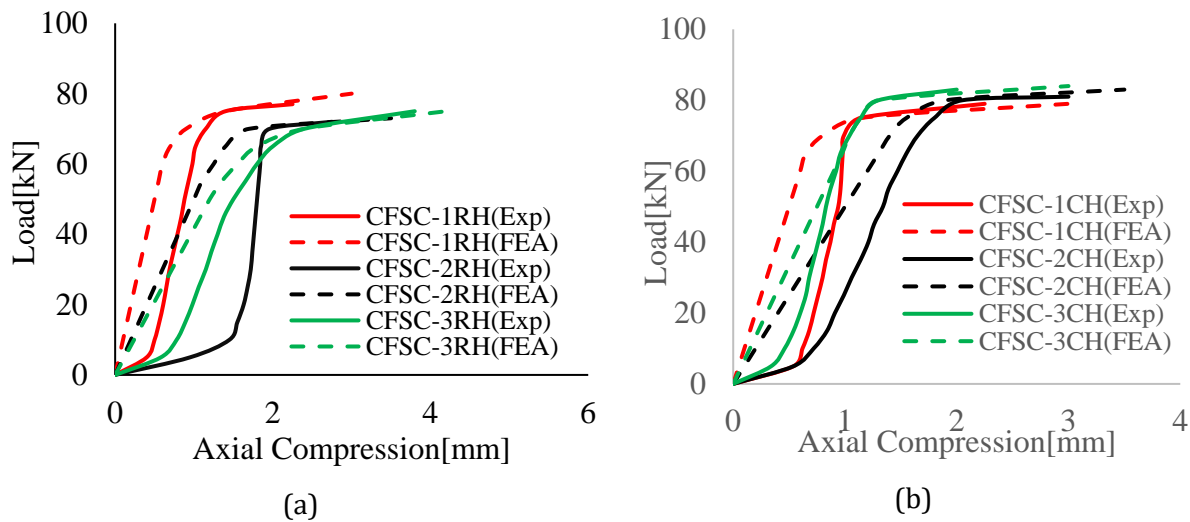 100
80
60
40
20
0
Load[kN]
CFSC-1RH(Exp)
CFSC-1RH(FEA)
CFSC-2RH(Exp)
CFSC-2RH(FEA)
CFSC-3RH(Exp)
CFSC-3RH(FEA)
0 2 4 6
Axial Compression[mm]
(a)
100
80
60
40
20
0
Load[kN]
CFSC-1CH(Exp)
CFSC-1CH(FEA)
CFSC-2CH(Exp)
CFSC-2CH(FEA)
CFSC-3CH(Exp)
CFSC-3CH(FEA)
0 1 2 3 4
Axial Compression[mm]
(b)